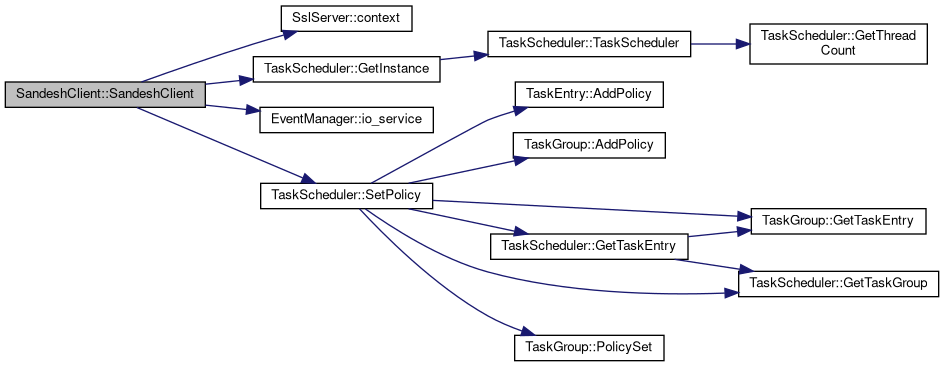 SslServer::context
TaskScheduler::TaskScheduler
TaskScheduler::GetThread
Count
TaskScheduler::GetInstance
SandeshClient::SandeshClient
TaskEntry::AddPolicy
EventManager::io_service
TaskGroup::AddPolicy
TaskScheduler::SetPolicy
TaskGroup::GetTaskEntry
TaskScheduler::GetTaskEntry
TaskScheduler::GetTaskGroup
TaskGroup::PolicySet